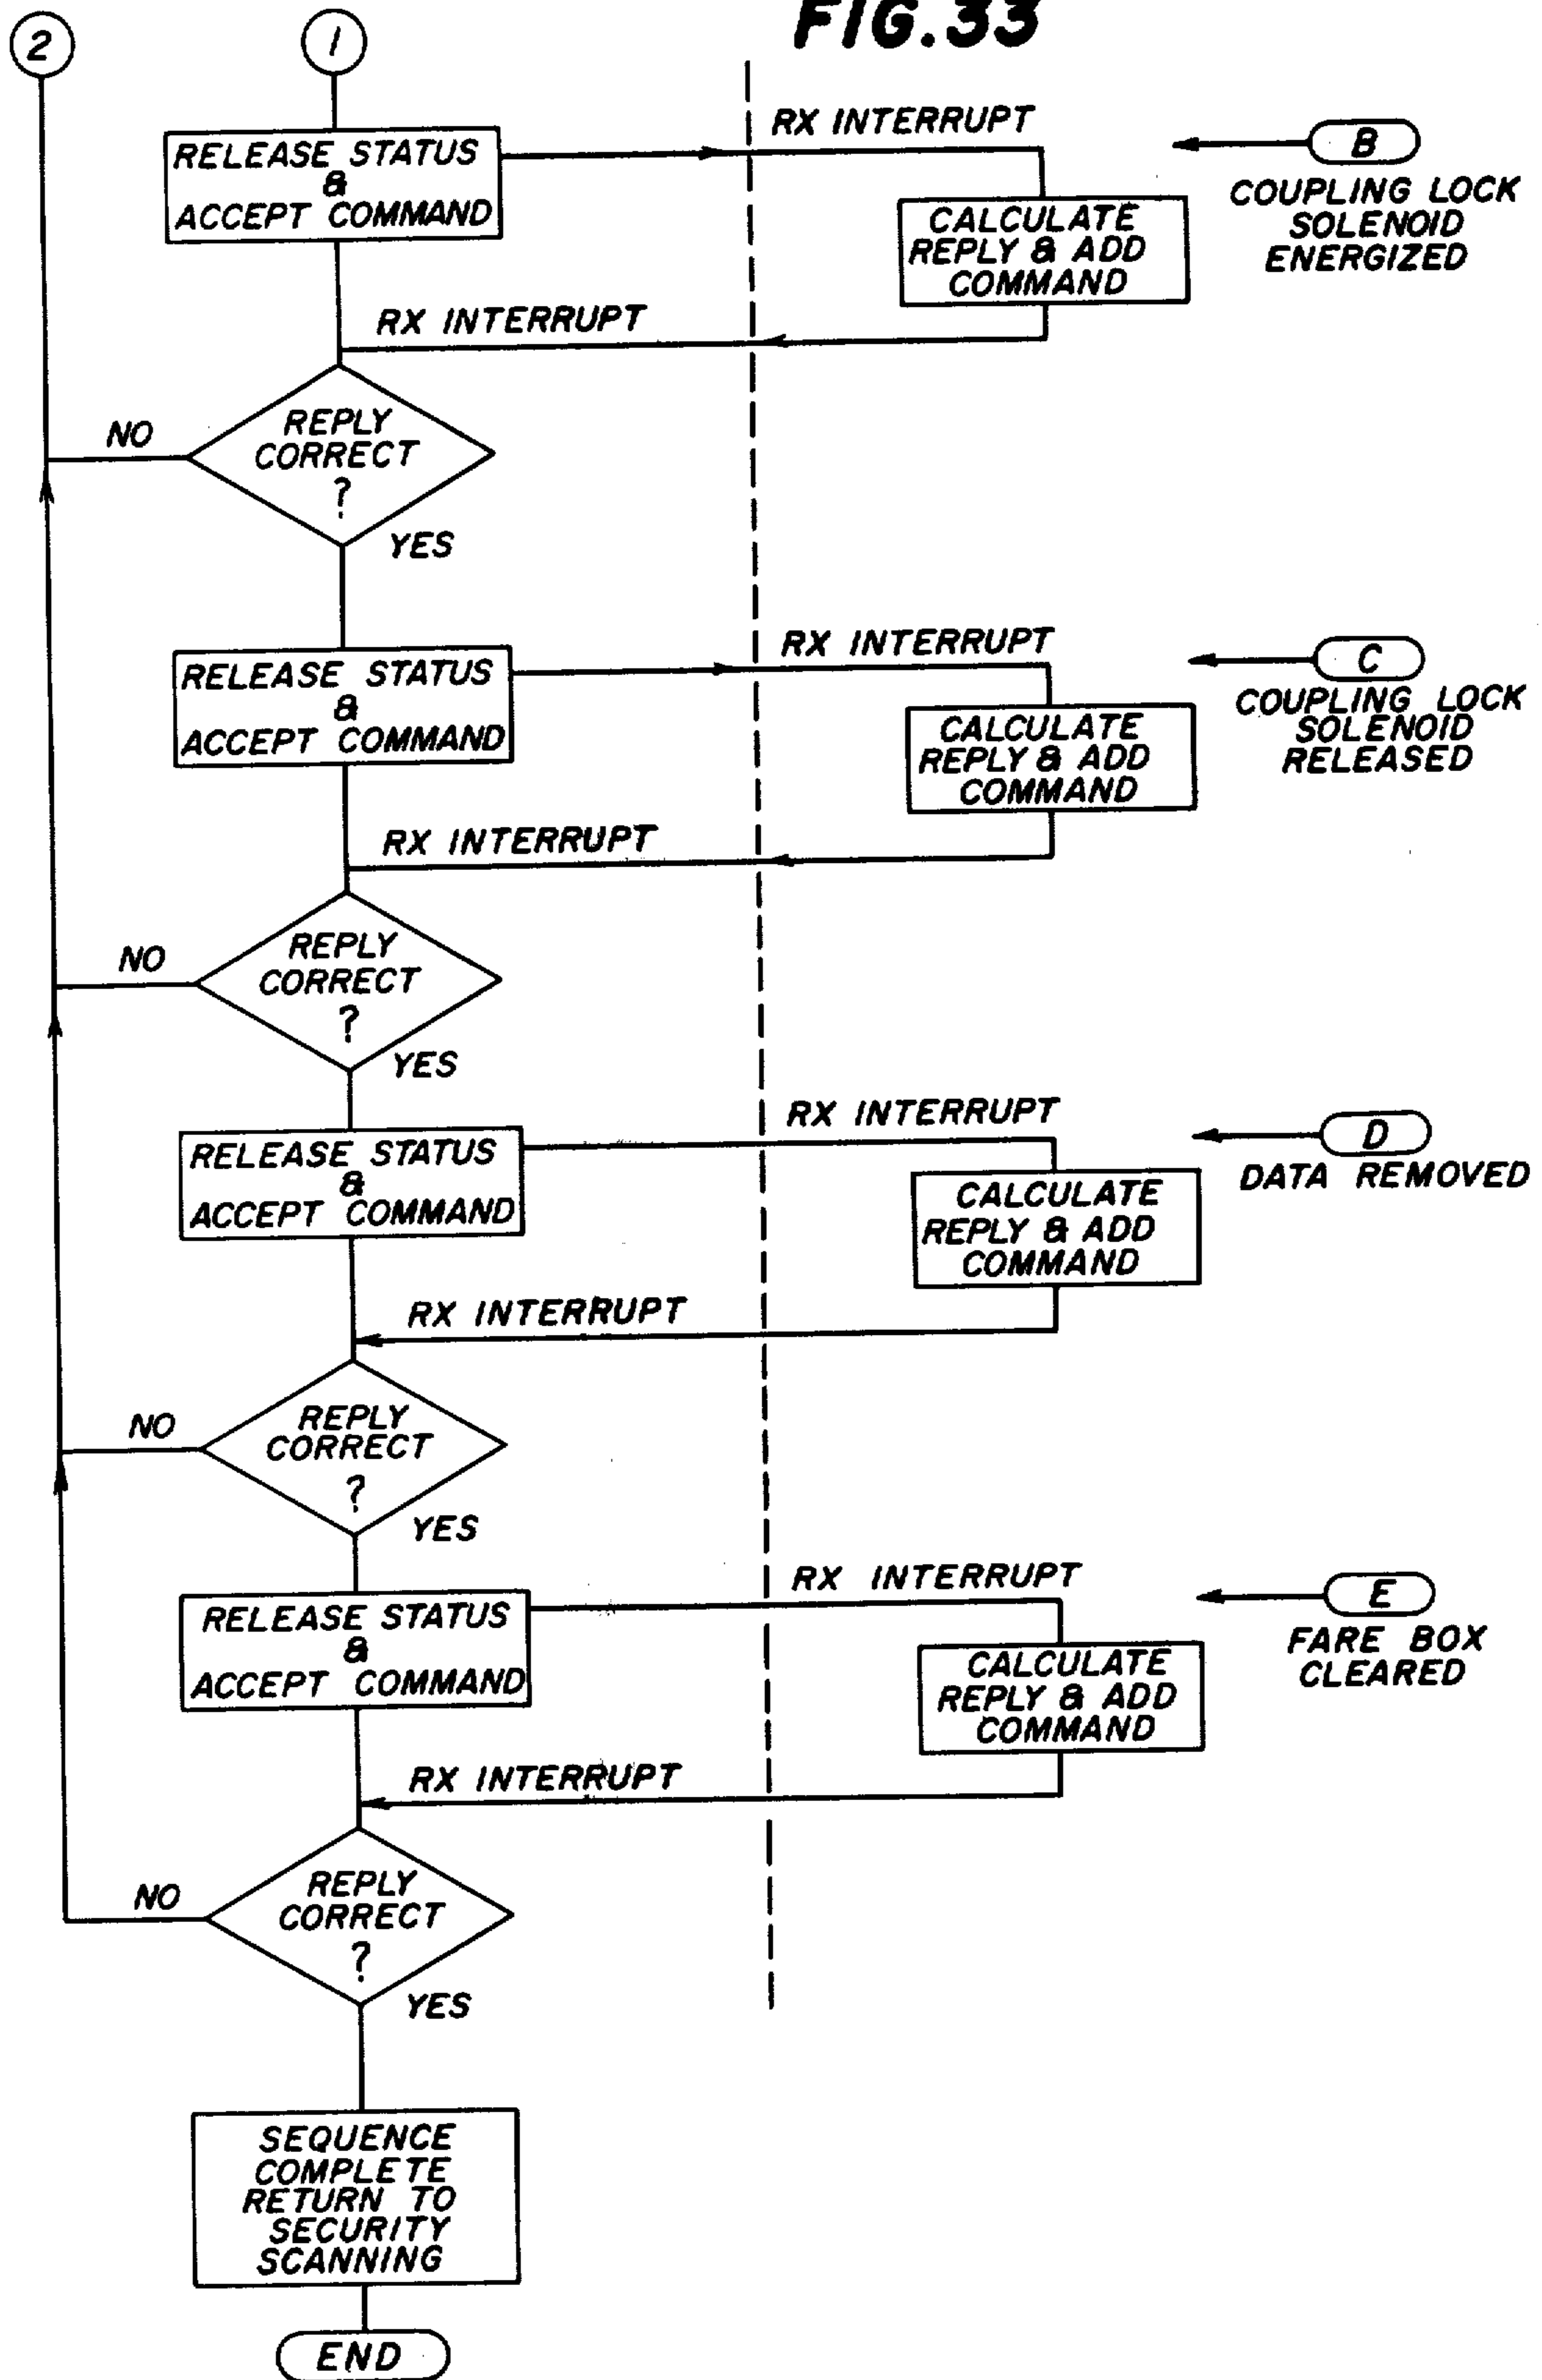 FIG.33
2
1
RELEASE STATUS
&
ACCEPT COMMAND
RX INTERRUPT
B
COUPLING LOCK
SOLENOID
ENERGIZED
CALCULATE
REPLY & ADD
COMMAND
RX INTERRUPT
REPLY
CORRECT
?
NO
YES
RELEASE STATUS
&
ACCEPT COMMAND
RX INTERRUPT
C
COUPLING LOCK
SOLENOID
RELEASED
CALCULATE
REPLY & ADD
COMMAND
RX INTERRUPT
REPLY
CORRECT
?
NO
YES
RELEASE STATUS
&
ACCEPT COMMAND
RX INTERRUPT
D
DATA REMOVED
CALCULATE
REPLY & ADD
COMMAND
RX INTERRUPT
REPLY
CORRECT
?
NO
YES
RELEASE STATUS
&
ACCEPT COMMAND
RX INTERRUPT
E
FARE BOX
CLEARED
CALCULATE
REPLY & ADD
COMMAND
RX INTERRUPT
REPLY
CORRECT
?
NO
YES
SEQUENCE
COMPLETE
RETURN TO
SECURITY
SCANNING
END